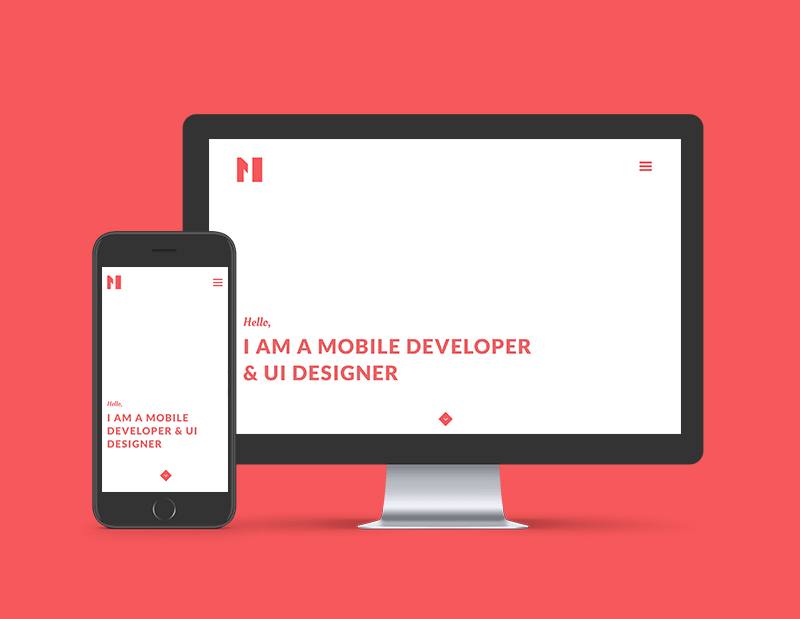 N
Hello,
I AM A MOBILE DEVELOPER
& UI DESIGNER
N
Hello,
I AM A MOBILE
DEVELOPER & UI
DESIGNER